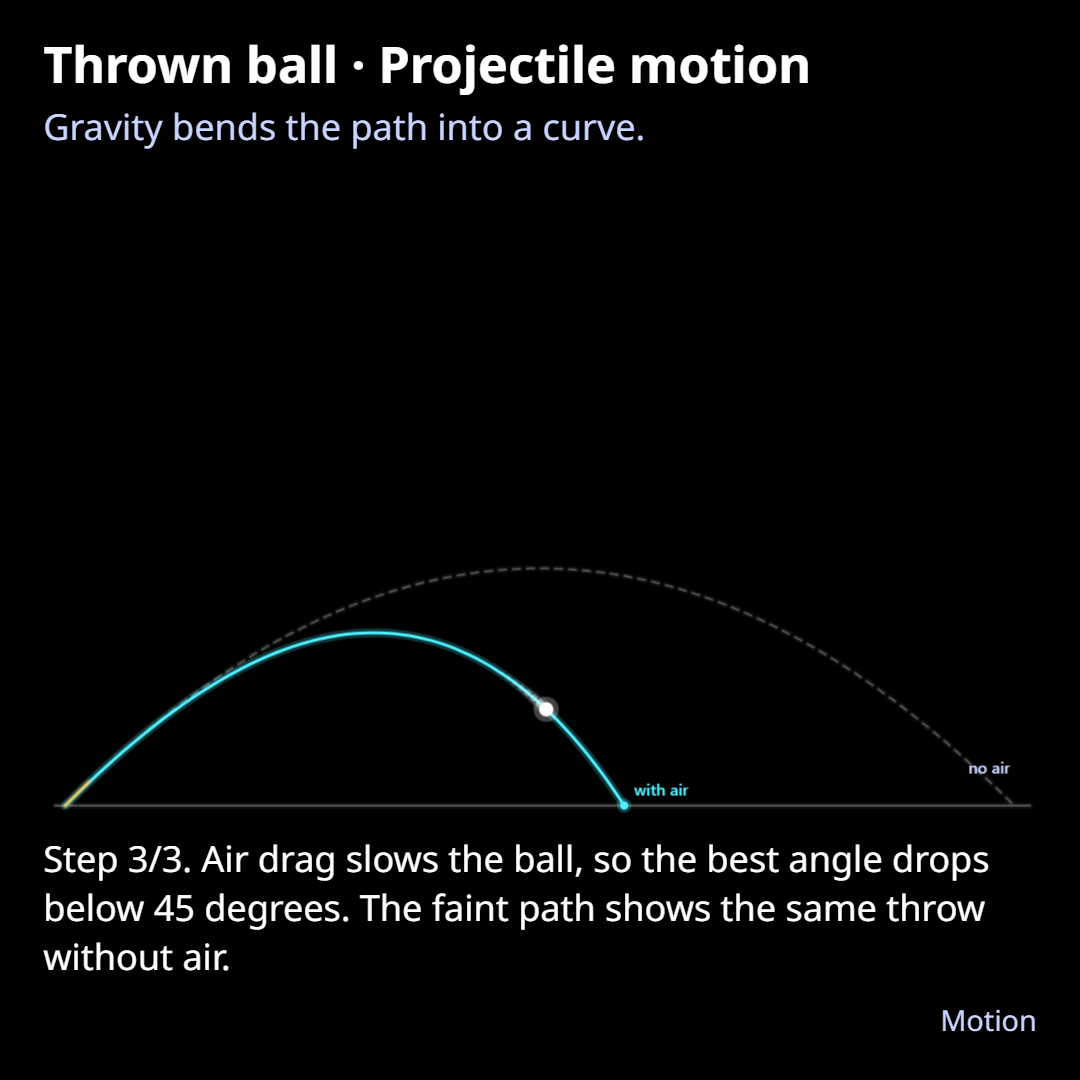 Thrown ball · Projectile motion
Gravity bends the path into a curve.
no air
with air
Step 3/3. Air drag slows the ball, so the best angle drops
below 45 degrees. The faint path shows the same throw
without air.
Motion